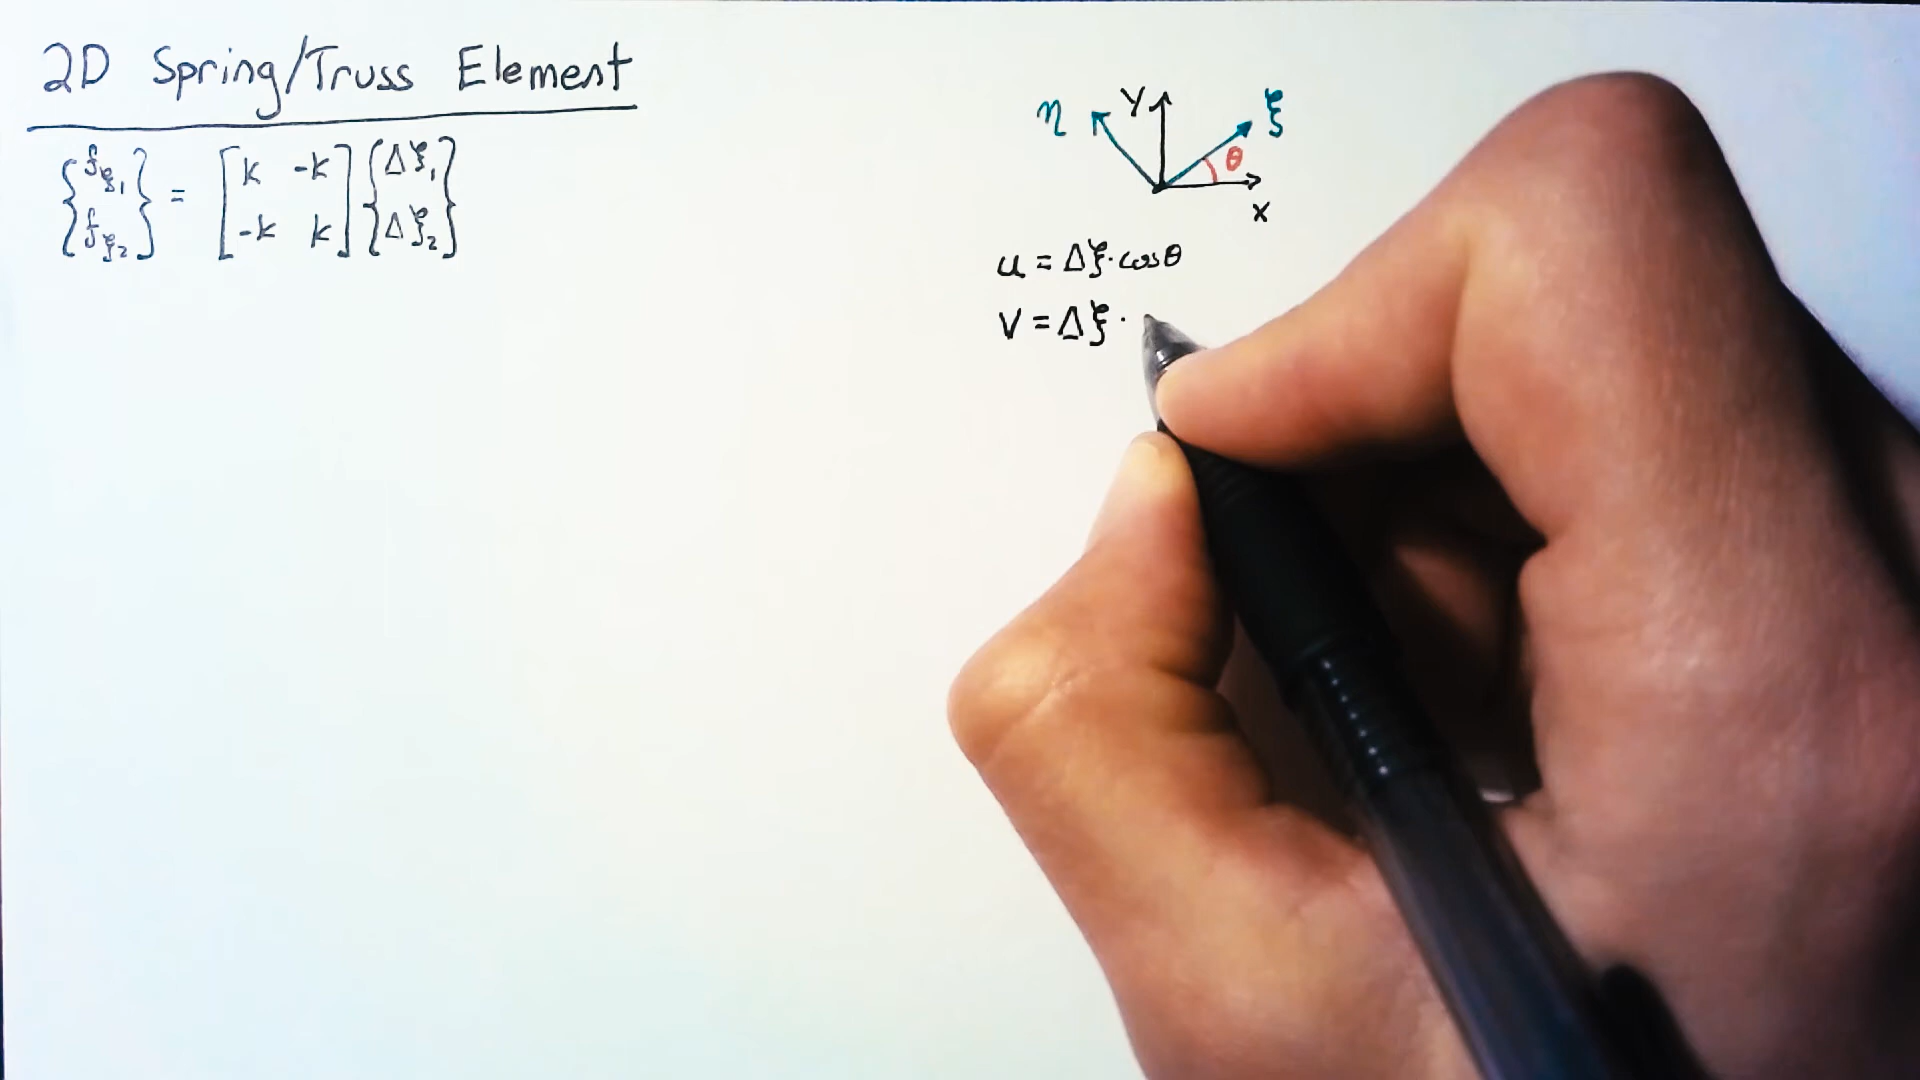 2D Spring/Truss Element
{fξ₁ fξ₂} = [k -k -k k] {Δξ₁ Δξ₂}
η Y ξ
θ
x
u = Δξ·cosθ
V = Δξ·